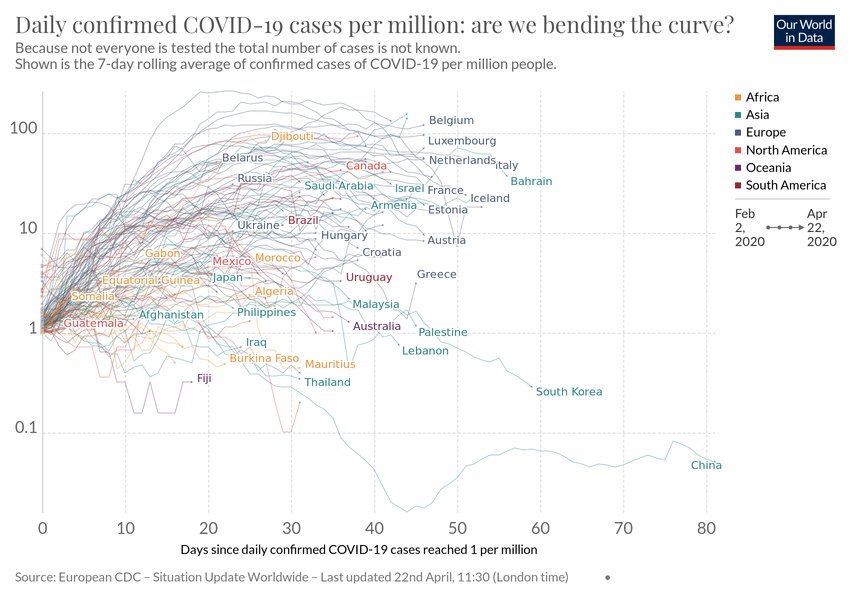 Daily confirmed COVID-19 cases per million: are we bending the curve?
Because not everyone is tested the total number of cases is not known.
Shown is the 7-day rolling average of confirmed cases of COVID-19 per million people.
Our World
in Data
Africa
Asia
Europe
North America
Oceania
South America
Feb
2,
2020
Apr
22,
2020
100
10
1
0.1
Belgium
Djibouti
Luxembourg
Belarus
Netherlands
Italy
Canada
Russia
Bahrain
Saudi Arabia
Israel
France
Iceland
Armenia
Estonia
Brazil
Ukraine
Hungary
Austria
Croatia
Gabon
Mexico
Morocco
Greece
Equatorial Guinea
Japan
Uruguay
Somalia
Algeria
Malaysia
Afghanistan
Philippines
Guatemala
Australia
Palestine
Iraq
Lebanon
Burkina Faso
Mauritius
Fiji
Thailand
South Korea
China
0
10
20
30
40
50
60
70
80
Days since daily confirmed COVID-19 cases reached 1 per million
Source: European CDC – Situation Update Worldwide – Last updated 22nd April, 11:30 (London time)